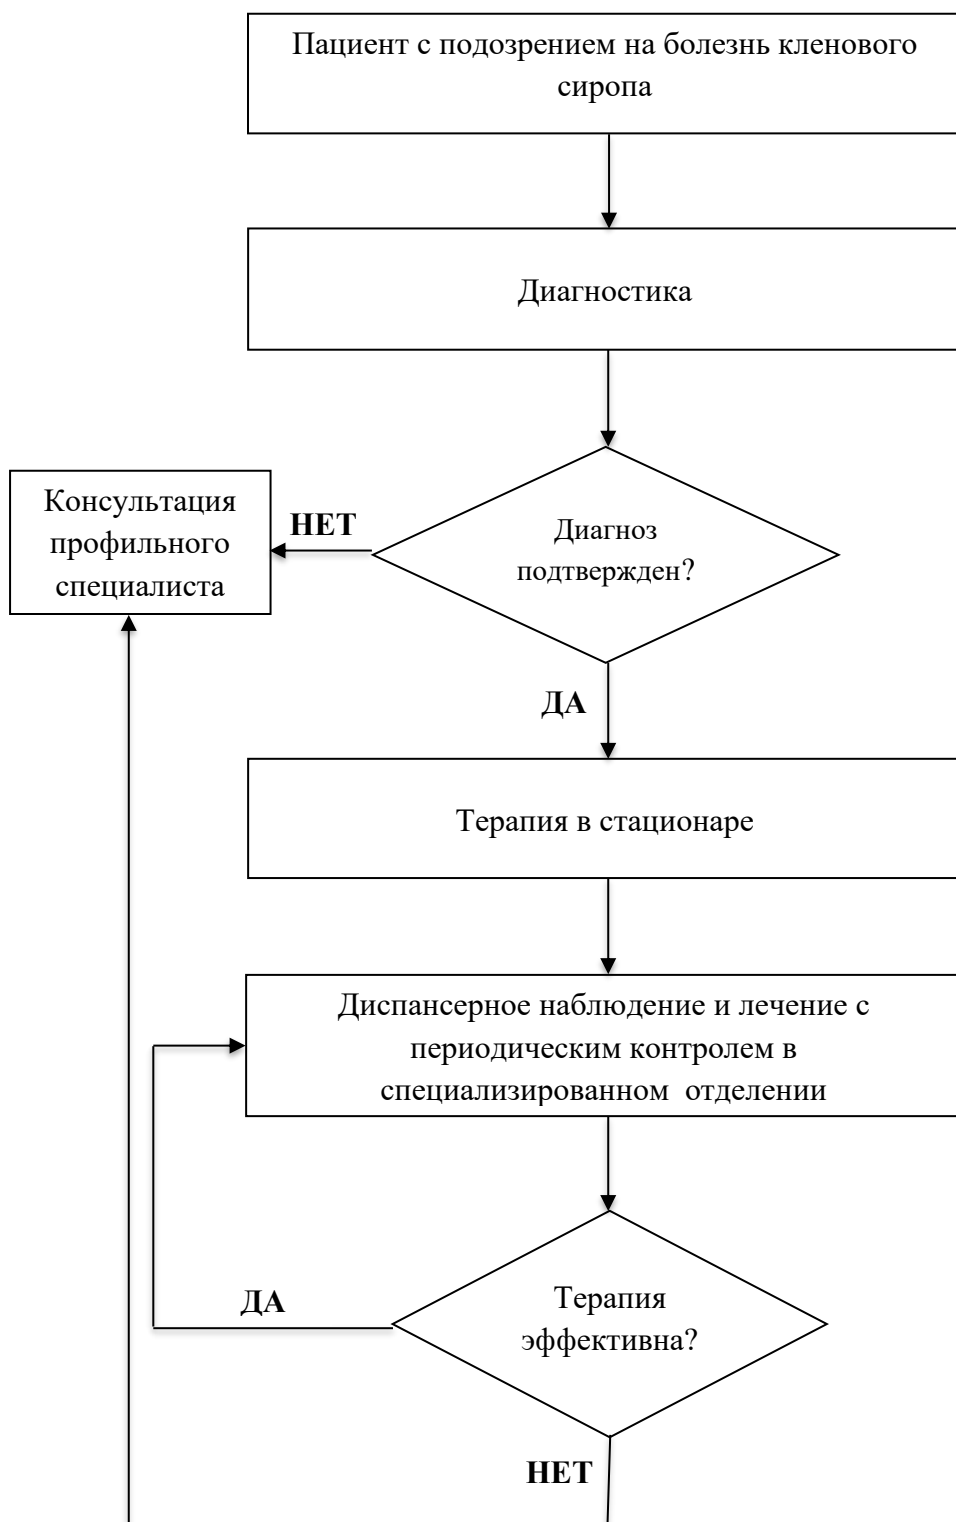 Пациент с подозрением на болезнь кленового
сиропа
Диагностика
Консультация
профильного
специалиста
НЕТ
Диагноз
подтвержден?
ДА
Терапия в стационаре
Диспансерное наблюдение и лечение с
периодическим контролем в
специализированном отделении
ДА
Терапия
эффективна?
НЕТ